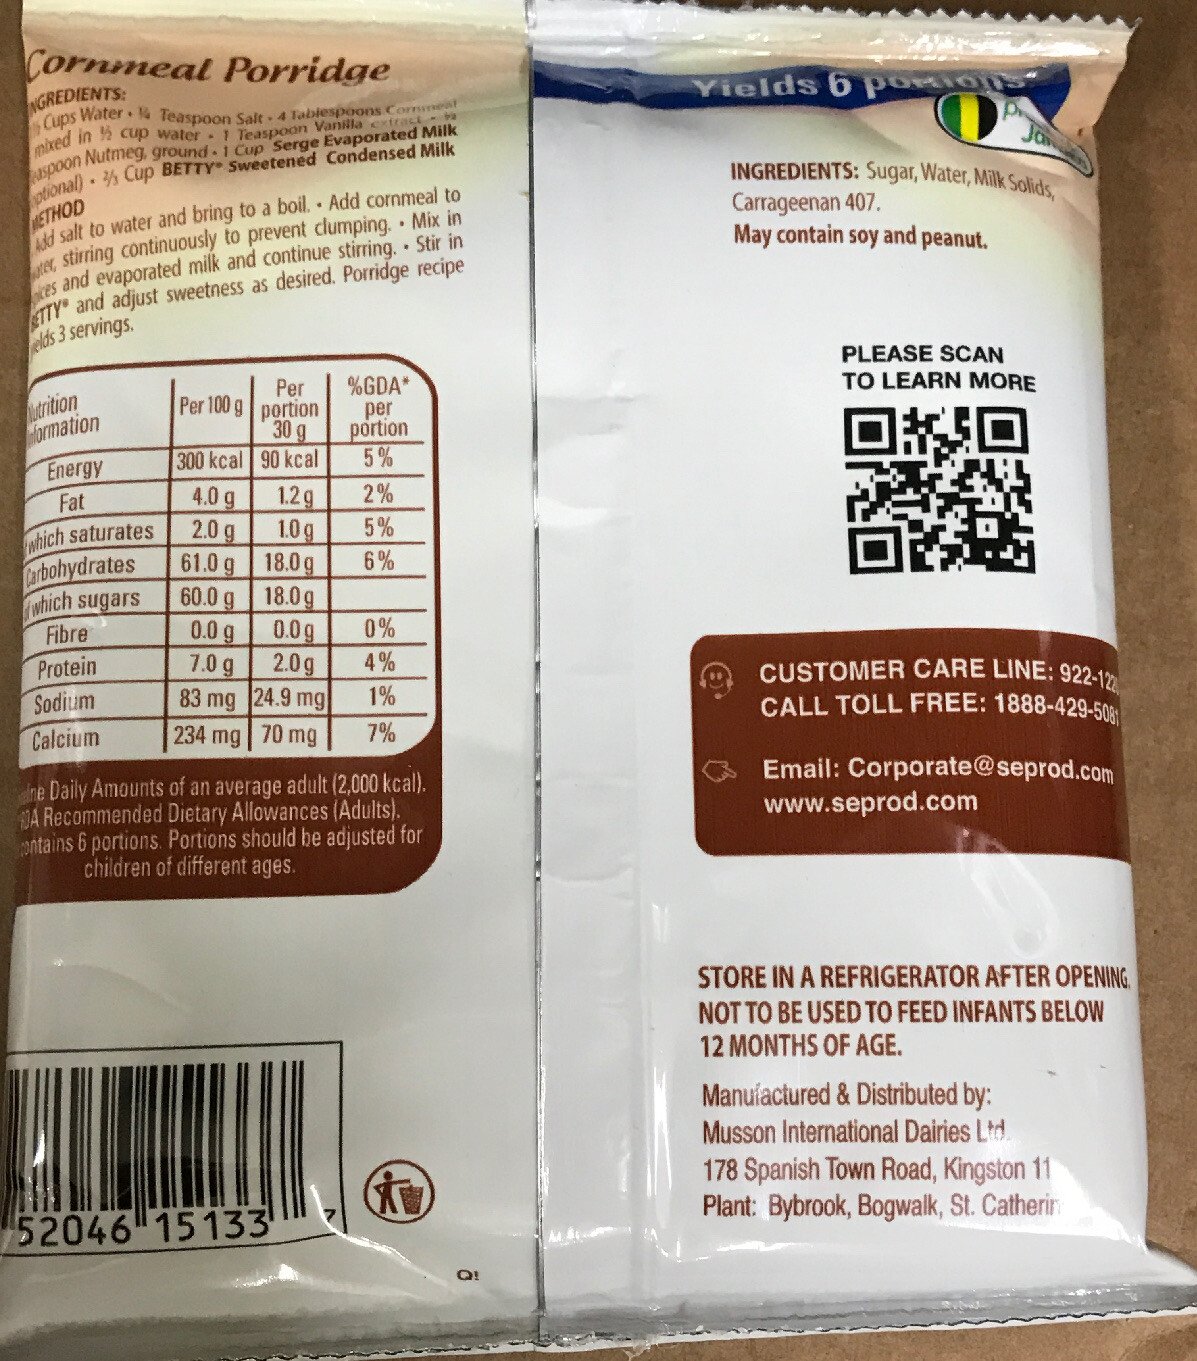 Cornmeal Porridge
INGREDIENTS:
Cups Water • ¼ Teaspoon Salt • 4 Tablespoons Cornmeal
mixed in ½ cup water • 1 Teaspoon Vanilla extract •
Nutmeg, ground • 1 Cup Serge Evaporated Milk
• ⅔ Cup BETTY® Sweetened Condensed Milk
METHOD
Add salt to water and bring to a boil. • Add cornmeal to
water, stirring continuously to prevent clumping. • Mix in
and evaporated milk and continue stirring. • Stir in
BETTY® and adjust sweetness as desired. Porridge recipe
3 servings.
Nutrition Information Per 100 g Per portion 30 g %GDA* per portion
Energy 300 kcal 90 kcal 5%
Fat 4.0 g 1.2 g 2%
which saturates 2.0 g 1.0 g 5%
Carbohydrates 61.0 g 18.0 g 6%
which sugars 60.0 g 18.0 g
Fibre 0.0 g 0.0 g 0%
Protein 7.0 g 2.0 g 4%
Sodium 83 mg 24.9 mg 1%
Calcium 234 mg 70 mg 7%
Daily Amounts of an average adult (2,000 kcal).
Recommended Dietary Allowances (Adults).
6 portions. Portions should be adjusted for
children of different ages.
52046 15133 7
Q!
Yields 6 portions
INGREDIENTS: Sugar, Water, Milk Solids,
Carrageenan 407.
May contain soy and peanut.
PLEASE SCAN
TO LEARN MORE
CUSTOMER CARE LINE: 922-122
CALL TOLL FREE: 1888-429-5081
Email: Corporate@seprod.com
www.seprod.com
STORE IN A REFRIGERATOR AFTER OPENING.
NOT TO BE USED TO FEED INFANTS BELOW
12 MONTHS OF AGE.
Manufactured & Distributed by:
Musson International Dairies Ltd.
178 Spanish Town Road, Kingston 11
Plant: Bybrook, Bogwalk, St. Catherin